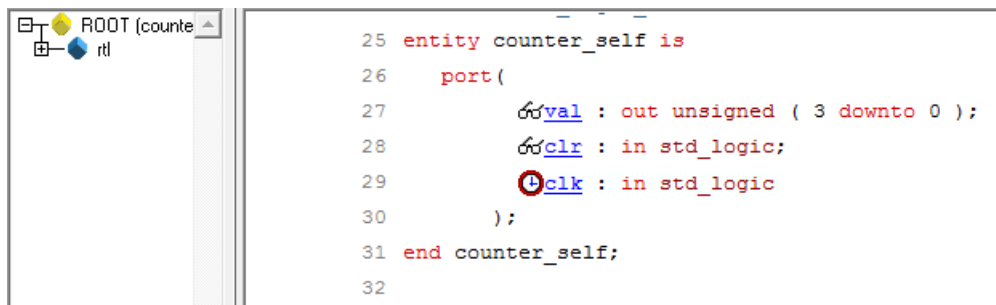 ROOT (counte
rtl
25 entity counter_self is
26 port(
27 val : out unsigned ( 3 downto 0 );
28 clr : in std_logic;
29 clk : in std_logic
30 );
31 end counter_self;
32